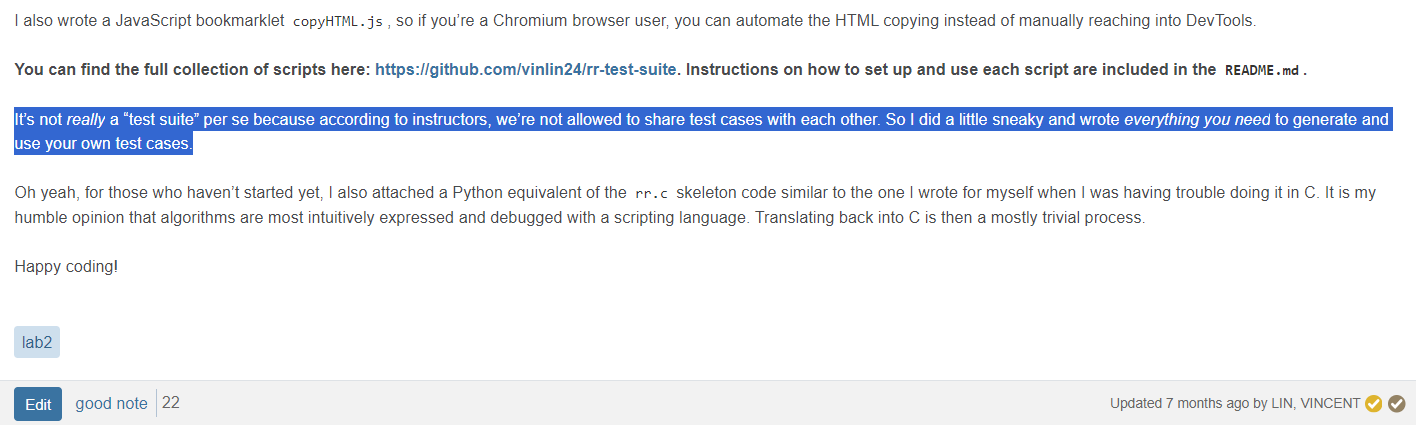 I also wrote a JavaScript bookmarklet copyHTML.js , so if you’re a Chromium browser user, you can automate the HTML copying instead of manually reaching into DevTools.
You can find the full collection of scripts here: https://github.com/vinlin24/rr-test-suite. Instructions on how to set up and use each script are included in the README.md .
It’s not really a “test suite” per se because according to instructors, we’re not allowed to share test cases with each other. So I did a little sneaky and wrote everything you need to generate and
use your own test cases.
Oh yeah, for those who haven’t started yet, I also attached a Python equivalent of the rr.c skeleton code similar to the one I wrote for myself when I was having trouble doing it in C. It is my
humble opinion that algorithms are most intuitively expressed and debugged with a scripting language. Translating back into C is then a mostly trivial process.
Happy coding!
lab2
Edit good note 22 Updated 7 months ago by LIN, VINCENT